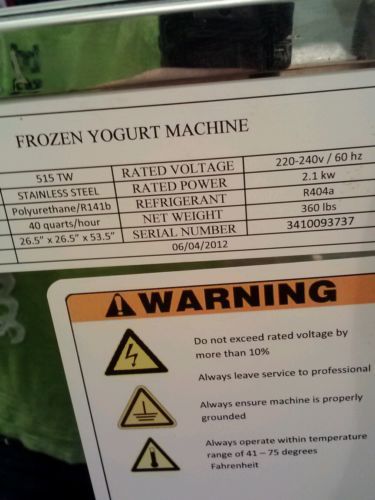 FROZEN YOGURT MACHINE
515 TW RATED VOLTAGE 220-240v / 60 hz
STAINLESS STEEL RATED POWER 2.1 kw
Polyurethane/R141b REFRIGERANT R404a
40 quarts/hour NET WEIGHT 360 lbs
26.5" x 26.5" x 53.5" SERIAL NUMBER 3410093737
06/04/2012
WARNING
Do not exceed rated voltage by
more than 10%
Always leave service to professional
Always ensure machine is properly
grounded
Always operate within temperature
range of 41 – 75 degrees
Fahrenheit